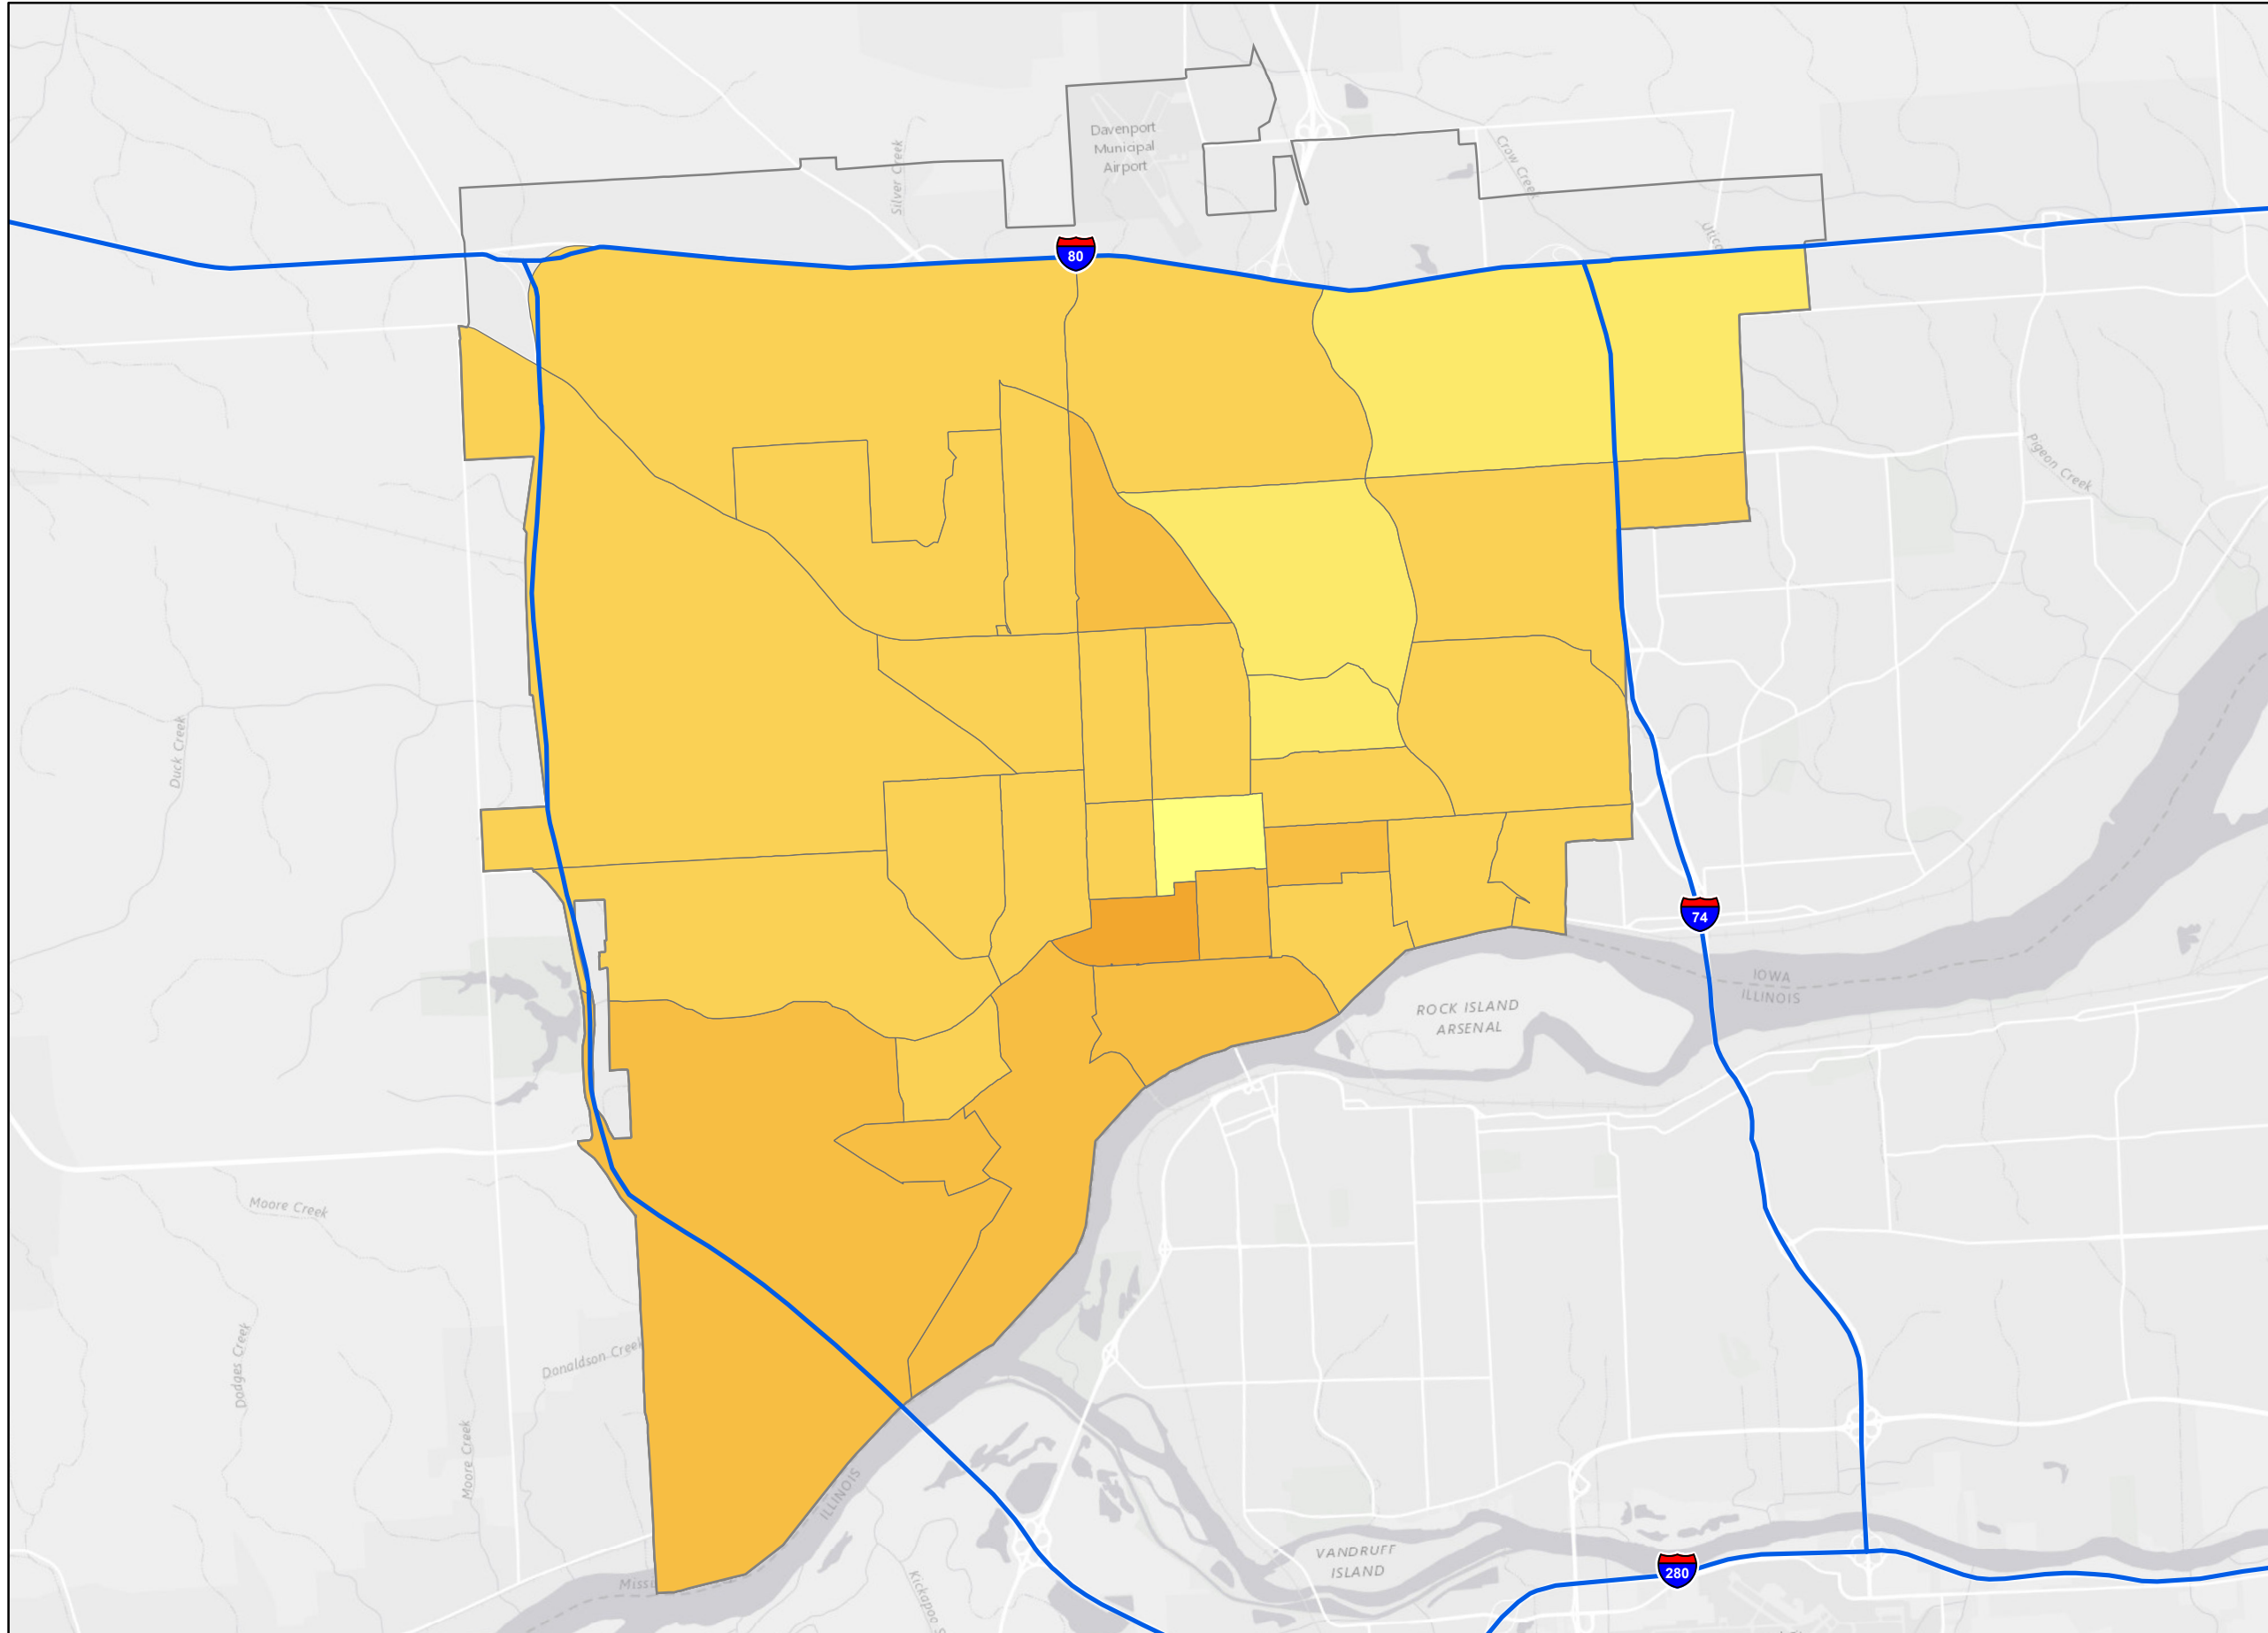 Davenport
Municipal
Airport
Silver Creek
Crow Creek
80
Pigeon Creek
Duck Creek
74
IOWA
ILLINOIS
ROCK ISLAND
ARSENAL
Moore Creek
Donaldson Creek
Dodges Creek
Moore Creek
ILLINOIS
VANDRUFF
ISLAND
280